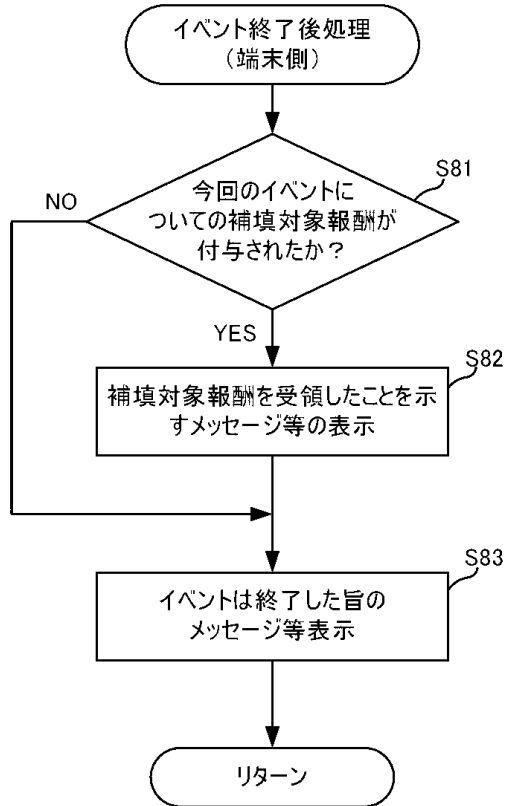 イベント終了後処理
（端末側）
S81
今回のイベントに
ついての補填対象報酬が
付与されたか？
NO
YES
S82
補填対象報酬を受領したことを示
すメッセージ等の表示
S83
イベントは終了した旨の
メッセージ等表示
リターン